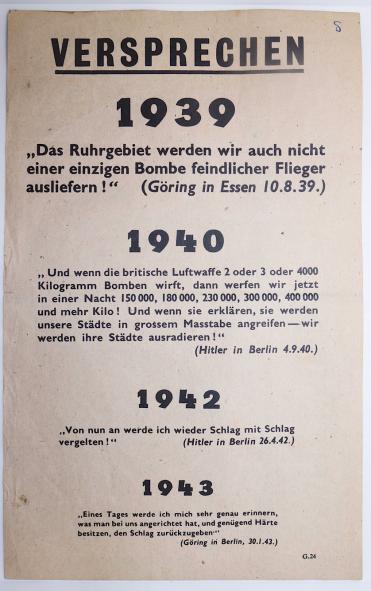 S
VERSPRECHEN
1939
„Das Ruhrgebiet werden wir auch nicht
einer einzigen Bombe feindlicher Flieger
ausliefern!“ (Göring in Essen 10.8.39.)
1940
„Und wenn die britische Luftwaffe 2 oder 3 oder 4000
Kilogramm Bomben wirft, dann werfen wir jetzt
in einer Nacht 150 000, 180 000, 230 000, 300 000, 400 000
und mehr Kilo! Und wenn sie erklären, sie werden
unsere Städte in grossem Masstabe angreifen—wir
werden ihre Städte ausradieren!“
(Hitler in Berlin 4.9.40.)
1942
„Von nun an werde ich wieder Schlag mit Schlag
vergelten!“ (Hitler in Berlin 26.4.42.)
1943
„Eines Tages werde ich mich sehr genau erinnern,
was man bei uns angerichtet hat, und genügend Härte
besitzen, den Schlag zurückzugeben“
(Göring in Berlin, 30.1.43.)
G.24